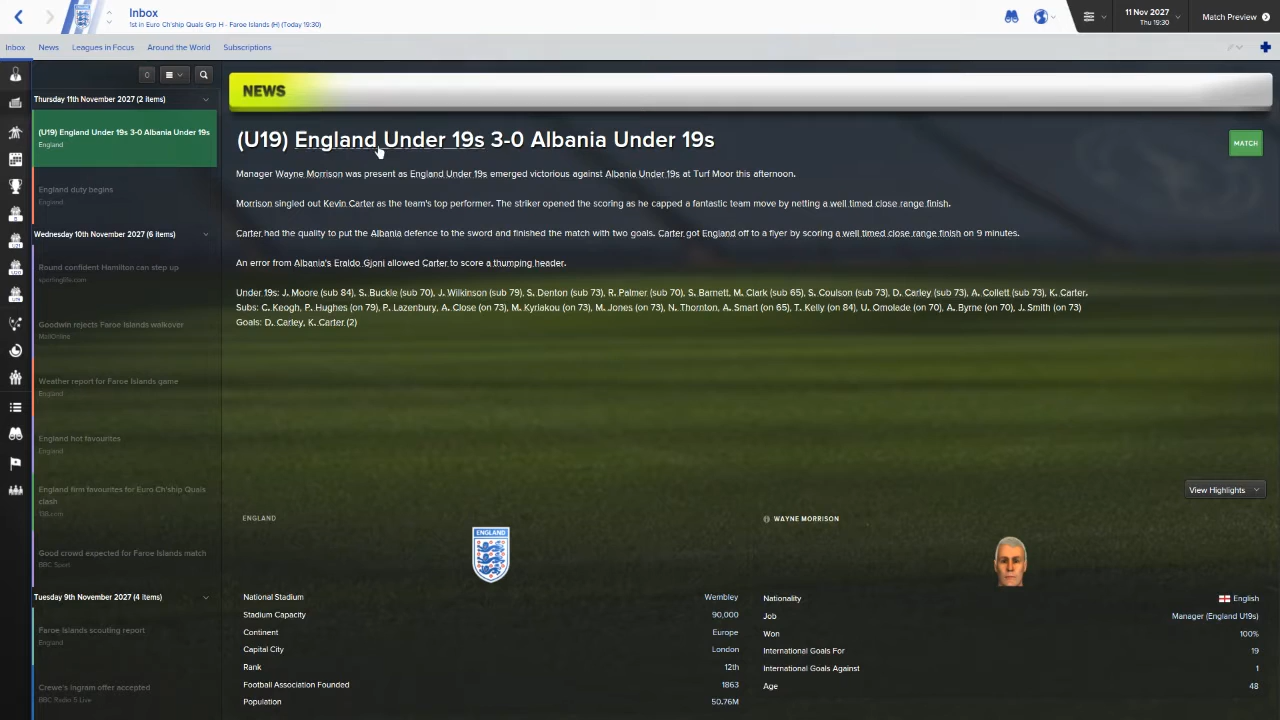 Inbox
1st in Euro Ch'ship Quals Grp H - Faroe Islands (H) (Today 19:30)
11 Nov 2027
Thu 19:30
Match Preview
Inbox News Leagues in Focus Around the World Subscriptions
0
Thursday 11th November 2027 (2 items)
(U19) England Under 19s 3-0 Albania Under 19s
England
England duty begins
England
Wednesday 10th November 2027 (6 items)
Round confident Hamilton can step up
sportinglife.com
Goodwin rejects Faroe Islands walkover
MailOnline
Weather report for Faroe Islands game
England
England hot favourites
England
England firm favourites for Euro Ch'ship Quals
clash
Good crowd expected for Faroe Islands match
BBC Sport
Tuesday 9th November 2027 (4 items)
Faroe Islands scouting report
England
Crewe's Ingram offer accepted
BBC Radio 5 Live
NEWS
(U19) England Under 19s 3-0 Albania Under 19s
MATCH
Manager Wayne Morrison was present as England Under 19s emerged victorious against Albania Under 19s at Turf Moor this afternoon.
Morrison singled out Kevin Carter as the team's top performer. The striker opened the scoring as he capped a fantastic team move by netting a well timed close range finish.
Carter had the quality to put the Albania defence to the sword and finished the match with two goals. Carter got England off to a flyer by scoring a well timed close range finish on 9 minutes.
An error from Albania's Eraldo Gjoni allowed Carter to score a thumping header.
Under 19s: J. Moore (sub 84), S. Buckle (sub 70), J. Wilkinson (sub 79), S. Denton (sub 73), R. Palmer (sub 70), S. Barnett, M. Clark (sub 65), S. Coulson (sub 73), D. Carley (sub 73), A. Collett (sub 73), K. Carter.
Subs: C. Keogh, P. Hughes (on 79), P. Lazenbury, A. Close (on 73), M. Kyriakou (on 73), M. Jones (on 73), N. Thornton, A. Smart (on 65), T. Kelly (on 84), U. Omolade (on 70), A. Byrne (on 70), J. Smith (on 73)
Goals: D. Carley, K. Carter (2)
View Highlights
ENGLAND
ENGLAND
National Stadium Wembley
Stadium Capacity 90,000
Continent Europe
Capital City London
Rank 12th
Football Association Founded 1863
Population 50.76M
WAYNE MORRISON
Nationality English
Job Manager (England U19s)
Won 100%
International Goals For 19
International Goals Against 1
Age 48